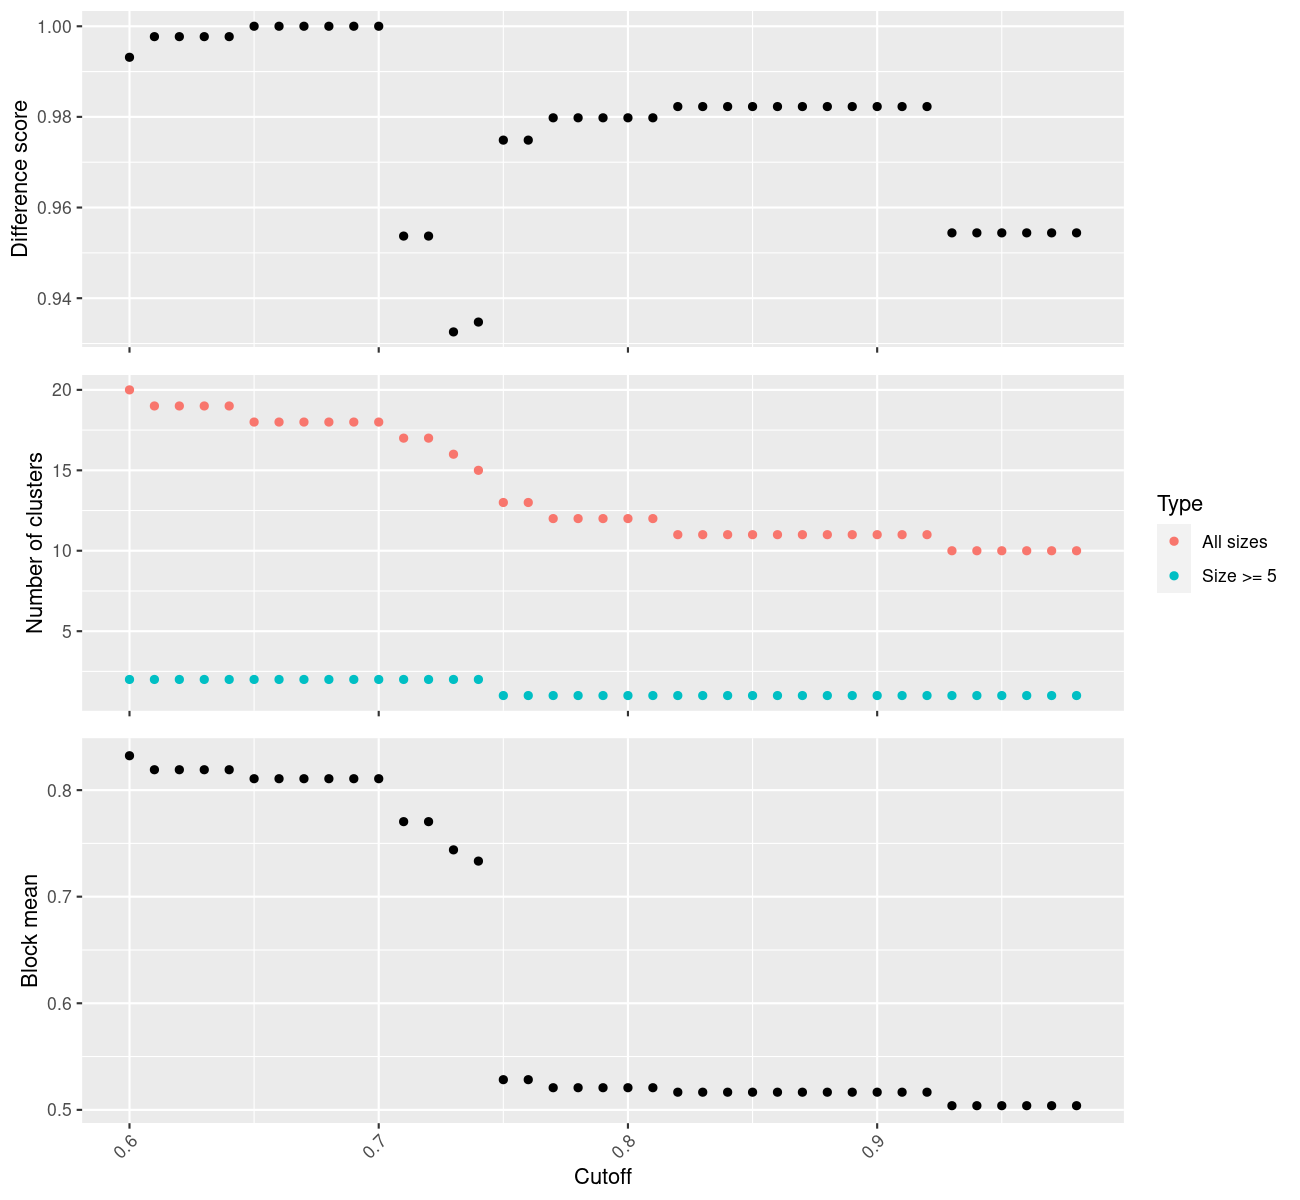 Difference score
1.00
0.98
0.96
0.94
Number of clusters
20
15
10
5
Type
All sizes
Size >= 5
Block mean
0.8
0.7
0.6
0.5
0.6
0.7
0.8
0.9
Cutoff